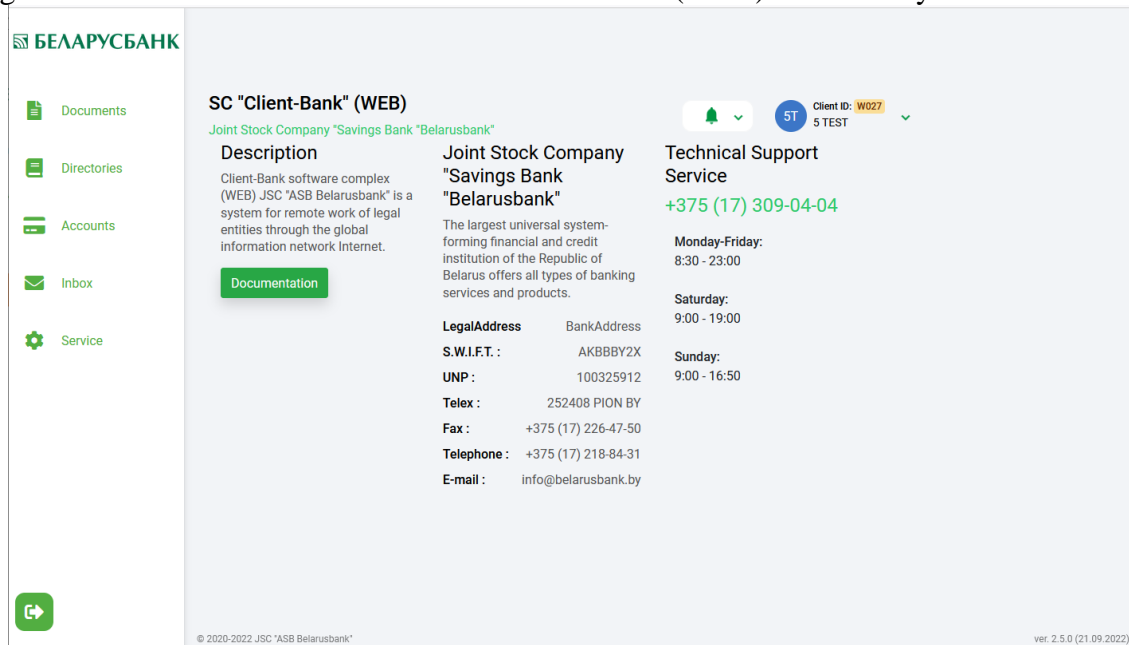 БЕЛАРУСБАНК
Documents
Directories
Accounts
Inbox
Service
SC "Client-Bank" (WEB)
Joint Stock Company "Savings Bank "Belarusbank"
5T
Client ID: W027
5 TEST
Description
Client-Bank software complex
(WEB) JSC "ASB Belarusbank" is a
system for remote work of legal
entities through the global
information network Internet.
Documentation
Joint Stock Company
"Savings Bank
"Belarusbank"
The largest universal system-
forming financial and credit
institution of the Republic of
Belarus offers all types of banking
services and products.
LegalAddress BankAddress
S.W.I.F.T. : AKBBBY2X
UNP : 100325912
Telex : 252408 PION BY
Fax : +375 (17) 226-47-50
Telephone : +375 (17) 218-84-31
E-mail : info@belarusbank.by
Technical Support
Service
+375 (17) 309-04-04
Monday-Friday:
8:30 - 23:00
Saturday:
9:00 - 19:00
Sunday:
9:00 - 16:50
© 2020-2022 JSC "ASB Belarusbank"
ver. 2.5.0 (21.09.2022)